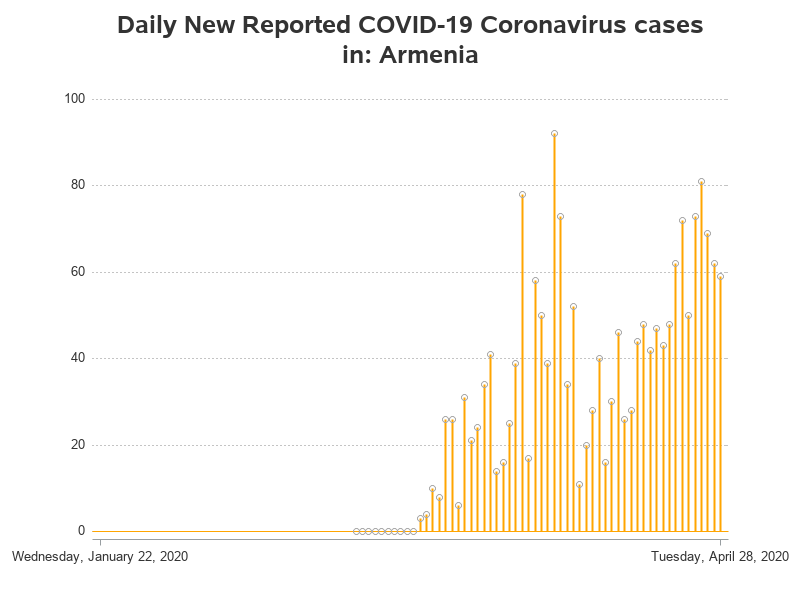 Daily New Reported COVID-19 Coronavirus cases
in: Armenia
100
80
60
40
20
0
Wednesday, January 22, 2020
Tuesday, April 28, 2020